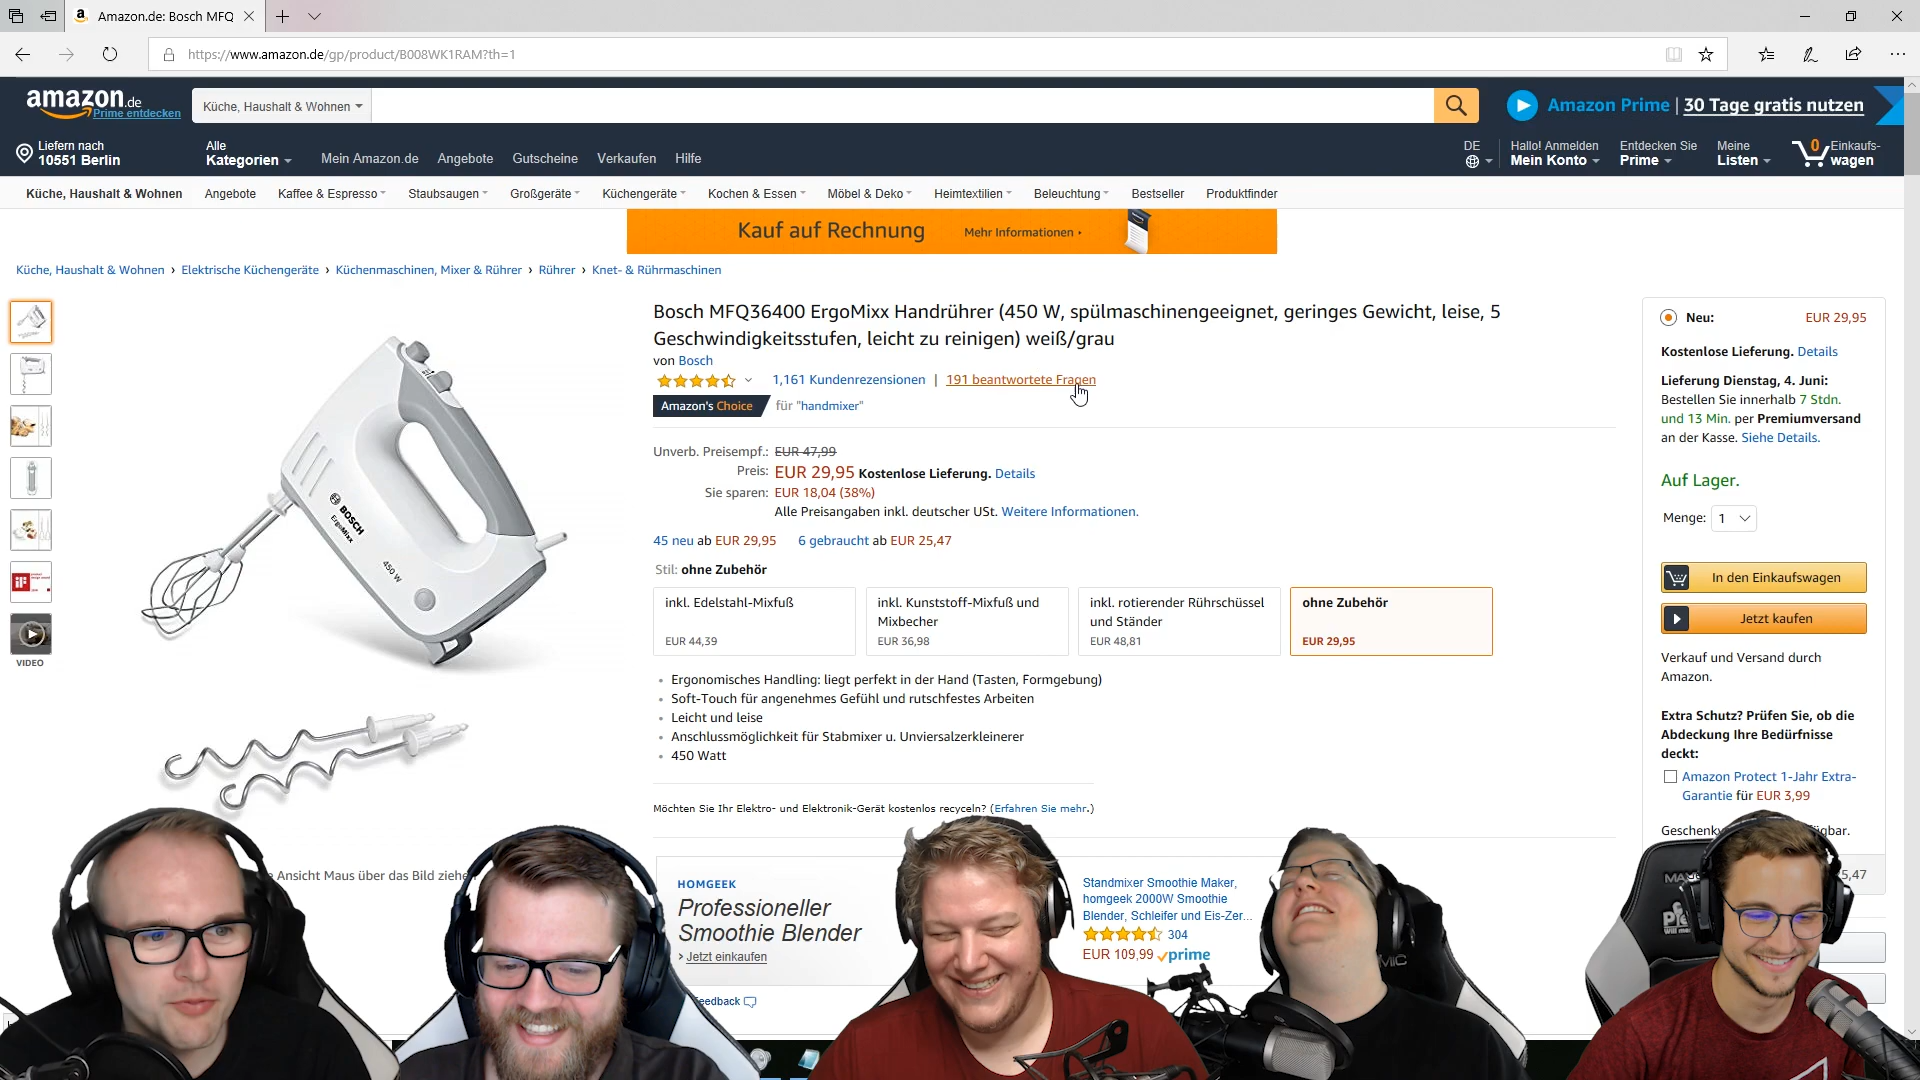 Amazon.de: Bosch MFQ
https://www.amazon.de/gp/product/B008WK1RAM?th=1
amazon.de
Prime entdecken
Küche, Haushalt & Wohnen
Amazon Prime | 30 Tage gratis nutzen
Liefern nach
10551 Berlin
Alle
Kategorien
Mein Amazon.de Angebote Gutscheine Verkaufen Hilfe
DE
Hallo! Anmelden
Mein Konto
Entdecken Sie
Prime
Meine
Listen
0
Einkaufs-
wagen
Küche, Haushalt & Wohnen Angebote Kaffee & Espresso Staubsaugen Großgeräte Küchengeräte Kochen & Essen Möbel & Deko Heimtextilien Beleuchtung Bestseller Produktfinder
Kauf auf Rechnung Mehr Informationen
Küche, Haushalt & Wohnen › Elektrische Küchengeräte › Küchenmaschinen, Mixer & Rührer › Rührer › Knet- & Rührmaschinen
VIDEO
BOSCH
ErgoMixx
450 W
e Ansicht Maus über das Bild ziehe
Bosch MFQ36400 ErgoMixx Handrührer (450 W, spülmaschinengeeignet, geringes Gewicht, leise, 5
Geschwindigkeitsstufen, leicht zu reinigen) weiß/grau
von Bosch
1,161 Kundenrezensionen | 191 beantwortete Fragen
Amazon's Choice für "handmixer"
Unverb. Preisempf.: EUR 47,99
Preis: EUR 29,95 Kostenlose Lieferung. Details
Sie sparen: EUR 18,04 (38%)
Alle Preisangaben inkl. deutscher USt. Weitere Informationen.
45 neu ab EUR 29,95 6 gebraucht ab EUR 25,47
Stil: ohne Zubehör
inkl. Edelstahl-Mixfuß
EUR 44,39
inkl. Kunststoff-Mixfuß und
Mixbecher
EUR 36,98
inkl. rotierender Rührschüssel
und Ständer
EUR 48,81
ohne Zubehör
EUR 29,95
• Ergonomisches Handling: liegt perfekt in der Hand (Tasten, Formgebung)
• Soft-Touch für angenehmes Gefühl und rutschfestes Arbeiten
• Leicht und leise
• Anschlussmöglichkeit für Stabmixer u. Unviersalzerkleinerer
• 450 Watt
Möchten Sie Ihr Elektro- und Elektronik-Gerät kostenlos recyceln? (Erfahren Sie mehr.)
HOMGEEK
Professioneller
Smoothie Blender
› Jetzt einkaufen
Standmixer Smoothie Maker,
homgeek 2000W Smoothie
Blender, Schleifer und Eis-Zer...
304
EUR 109,99 prime
eedback
Neu: EUR 29,95
Kostenlose Lieferung. Details
Lieferung Dienstag, 4. Juni:
Bestellen Sie innerhalb 7 Stdn.
und 13 Min. per Premiumversand
an der Kasse. Siehe Details.
Auf Lager.
Menge: 1
In den Einkaufswagen
Jetzt kaufen
Verkauf und Versand durch
Amazon.
Extra Schutz? Prüfen Sie, ob die
Abdeckung Ihre Bedürfnisse
deckt:
Amazon Protect 1-Jahr Extra-
Garantie für EUR 3,99
Geschenk gbar.
5,47